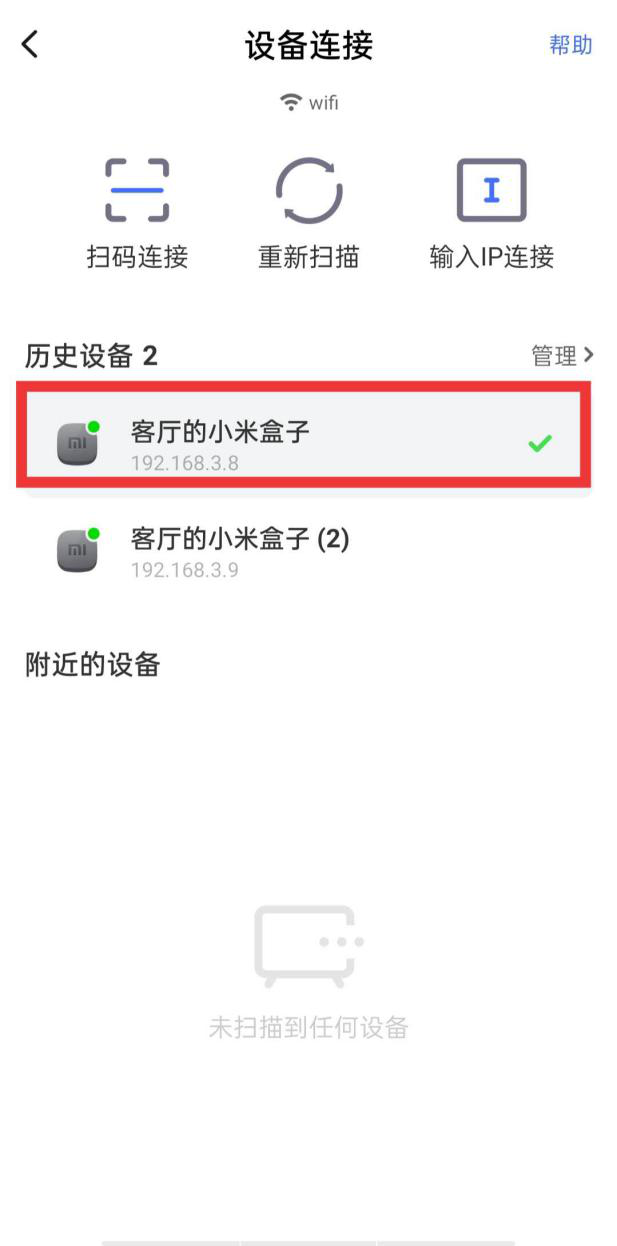 设备连接
帮助
wifi
扫码连接
重新扫描
输入IP连接
历史设备 2
管理
mi
客厅的小米盒子
192.168.3.8
mi
客厅的小米盒子 (2)
192.168.3.9
附近的设备
未扫描到任何设备